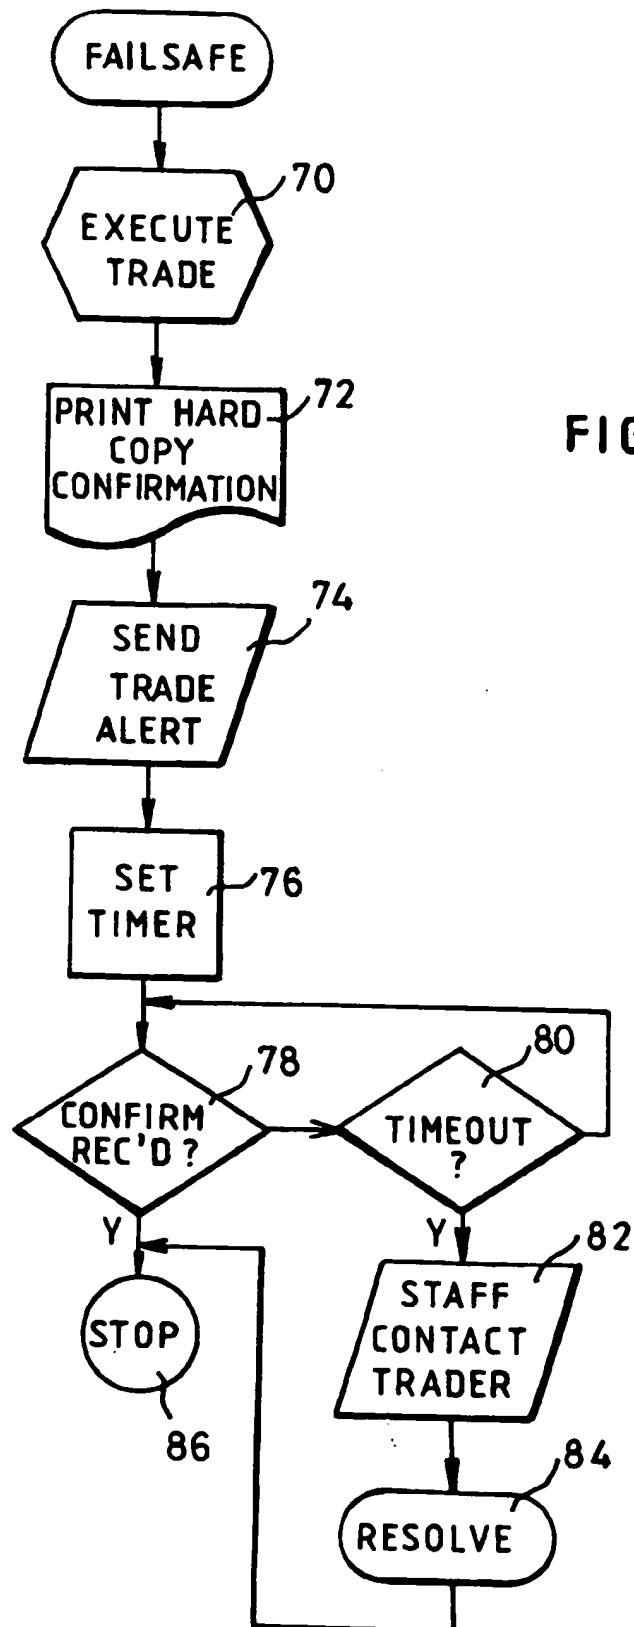 FAILSAFE
70
EXECUTE
TRADE
72
PRINT HARD
COPY
CONFIRMATION
FIG
74
SEND
TRADE
ALERT
76
SET
TIMER
78
CONFIRM
REC'D ?
80
TIMEOUT
?
Y
Y
82
STAFF
CONTACT
TRADER
STOP
86
84
RESOLVE